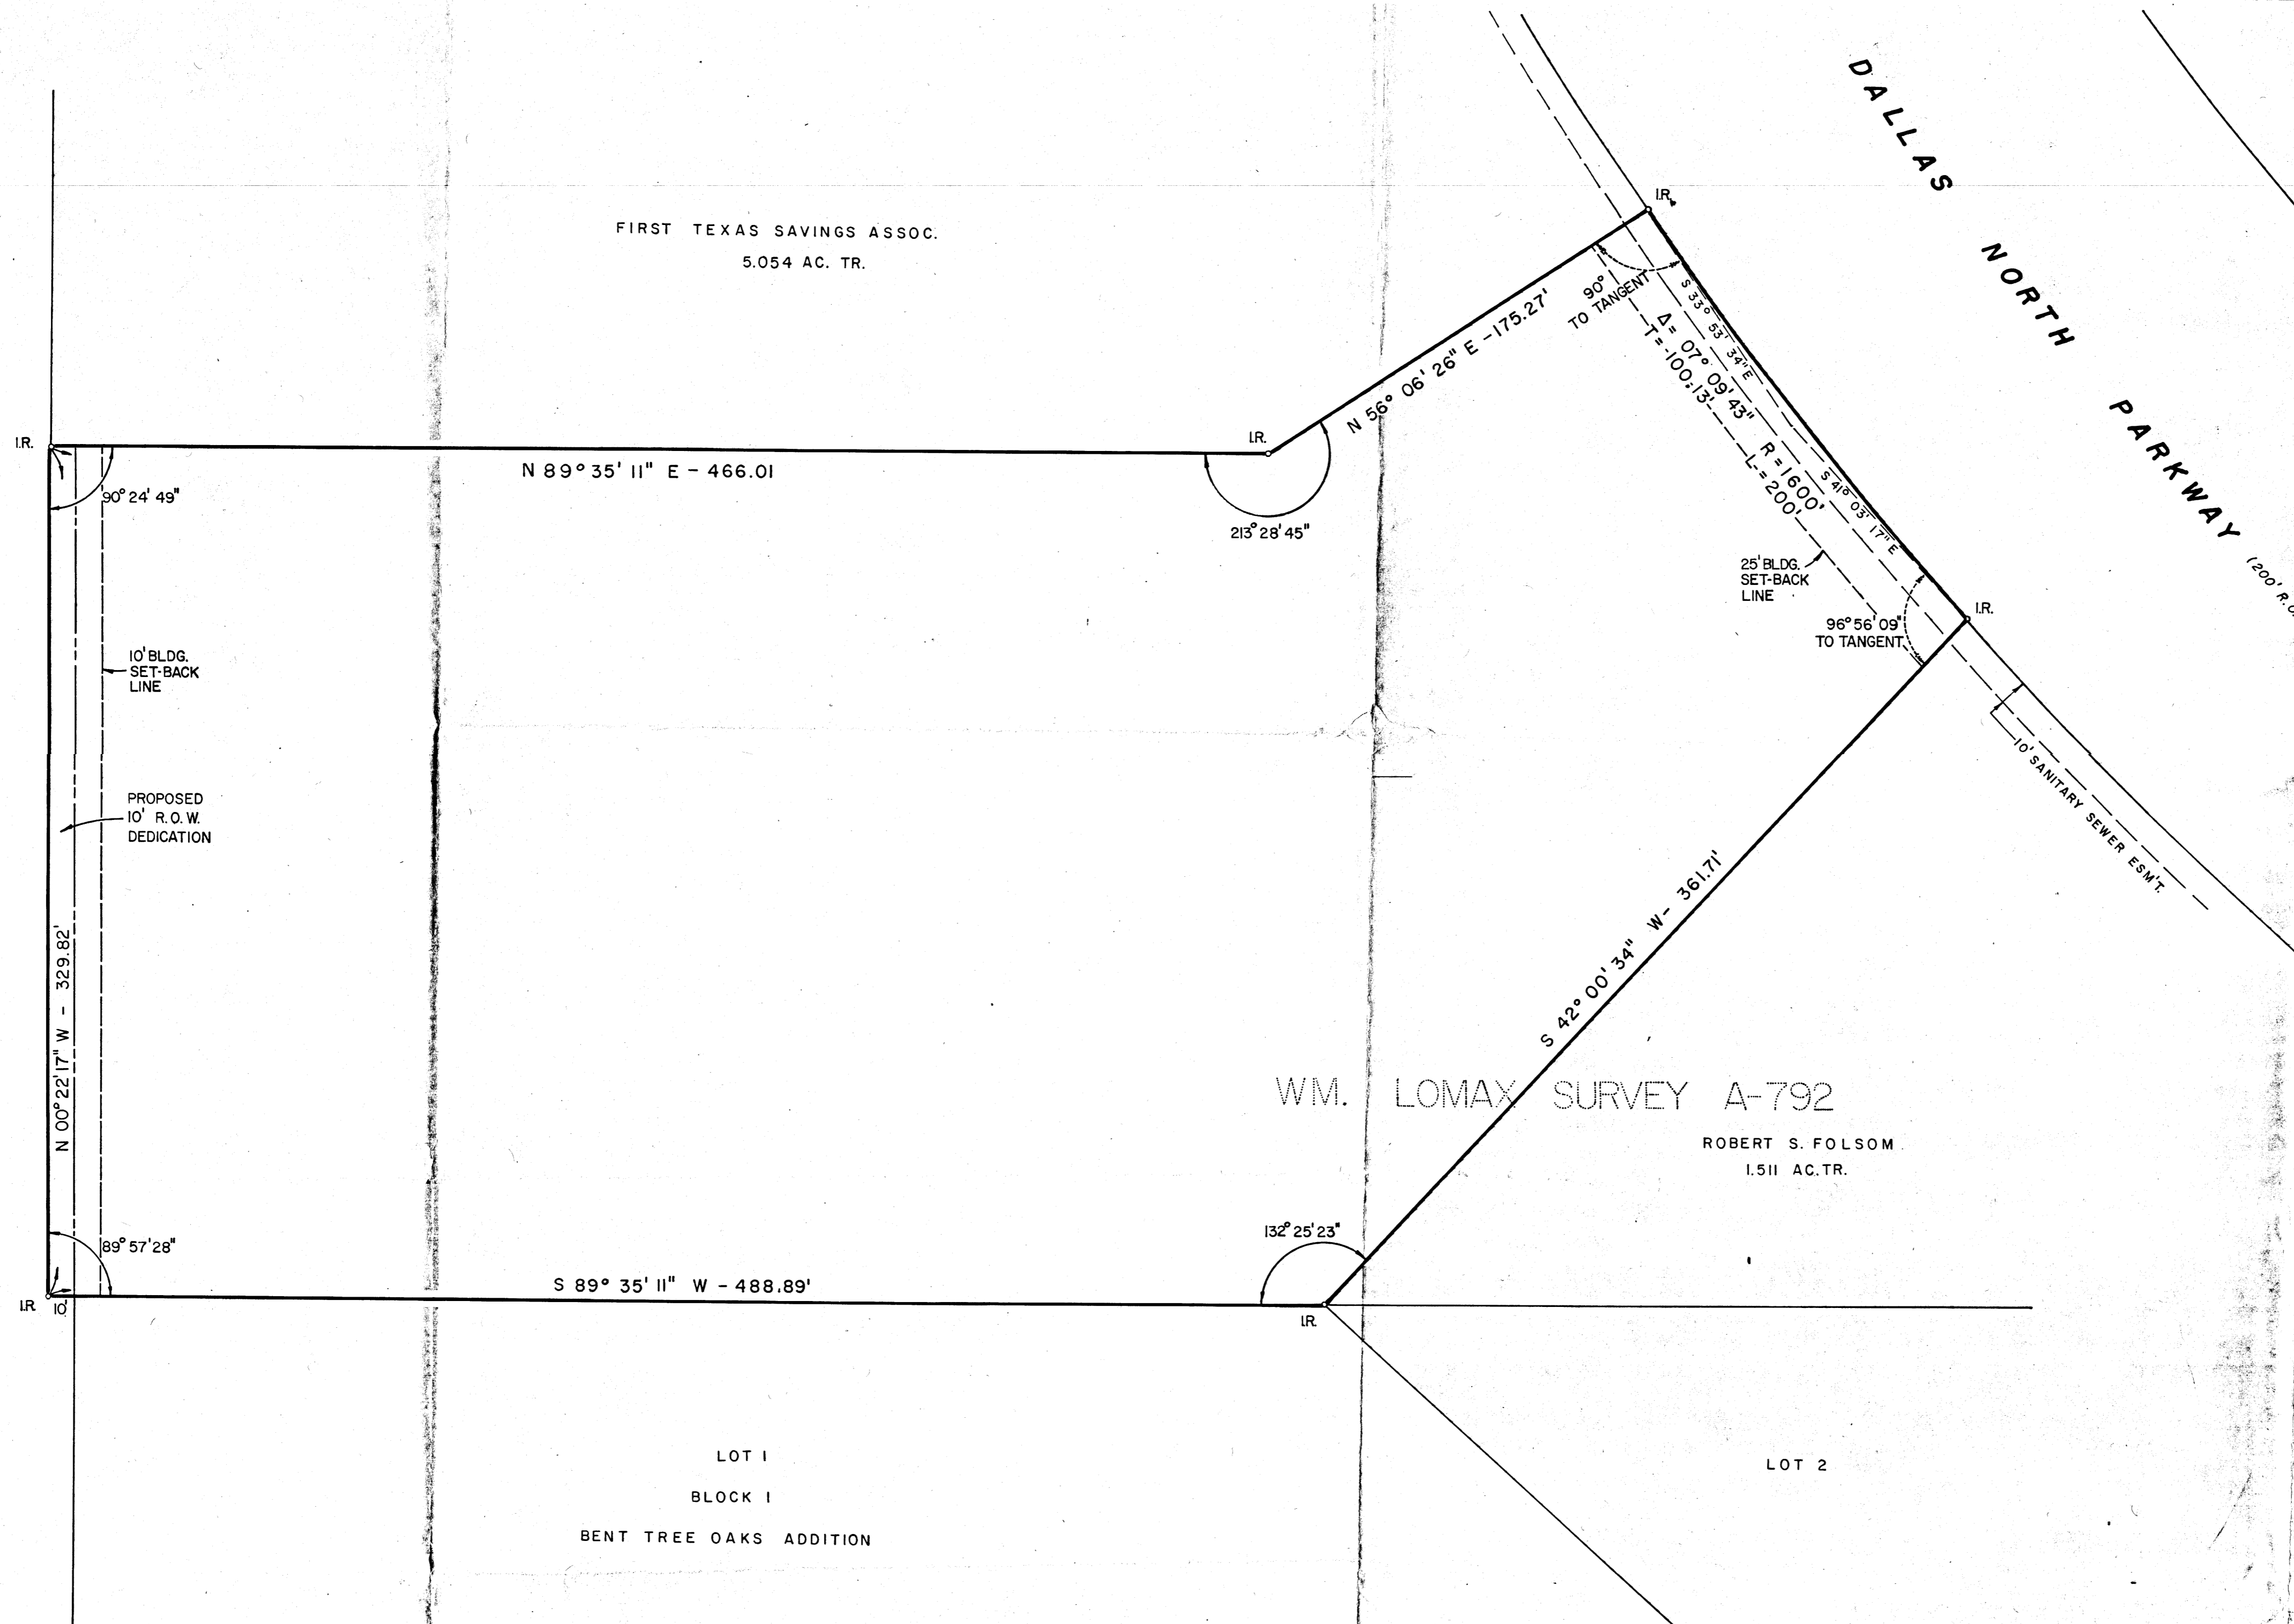 DALLAS NORTH PARKWAY
(200' R.O.
I.R.
FIRST TEXAS SAVINGS ASSOC.
5.054 AC. TR.
90°
TO TANGENT
S 33° 53' 34" E
Δ = 07° 09' 43" R = 1600'
T = 100.13' L = 200'
S 41° 03' 17" E
N 56° 06' 26" E - 175.27'
I.R.
I.R.
N 89° 35' 11" E - 466.01
90° 24' 49"
213° 28' 45"
25' BLDG.
SET-BACK
LINE
I.R.
96° 56' 09"
TO TANGENT
10' BLDG.
SET-BACK
LINE
10' SANITARY SEWER ESM'T.
PROPOSED
10' R.O.W.
DEDICATION
N 00° 22' 17" W - 329.82'
S 42° 00' 34" W - 361.71'
WM. LOMAX SURVEY A-792
ROBERT S. FOLSOM
1.511 AC. TR.
132° 25' 23"
89° 57' 28"
S 89° 35' 11" W - 488.89'
I.R.
10'
I.R.
LOT 1
BLOCK 1
BENT TREE OAKS ADDITION
LOT 2